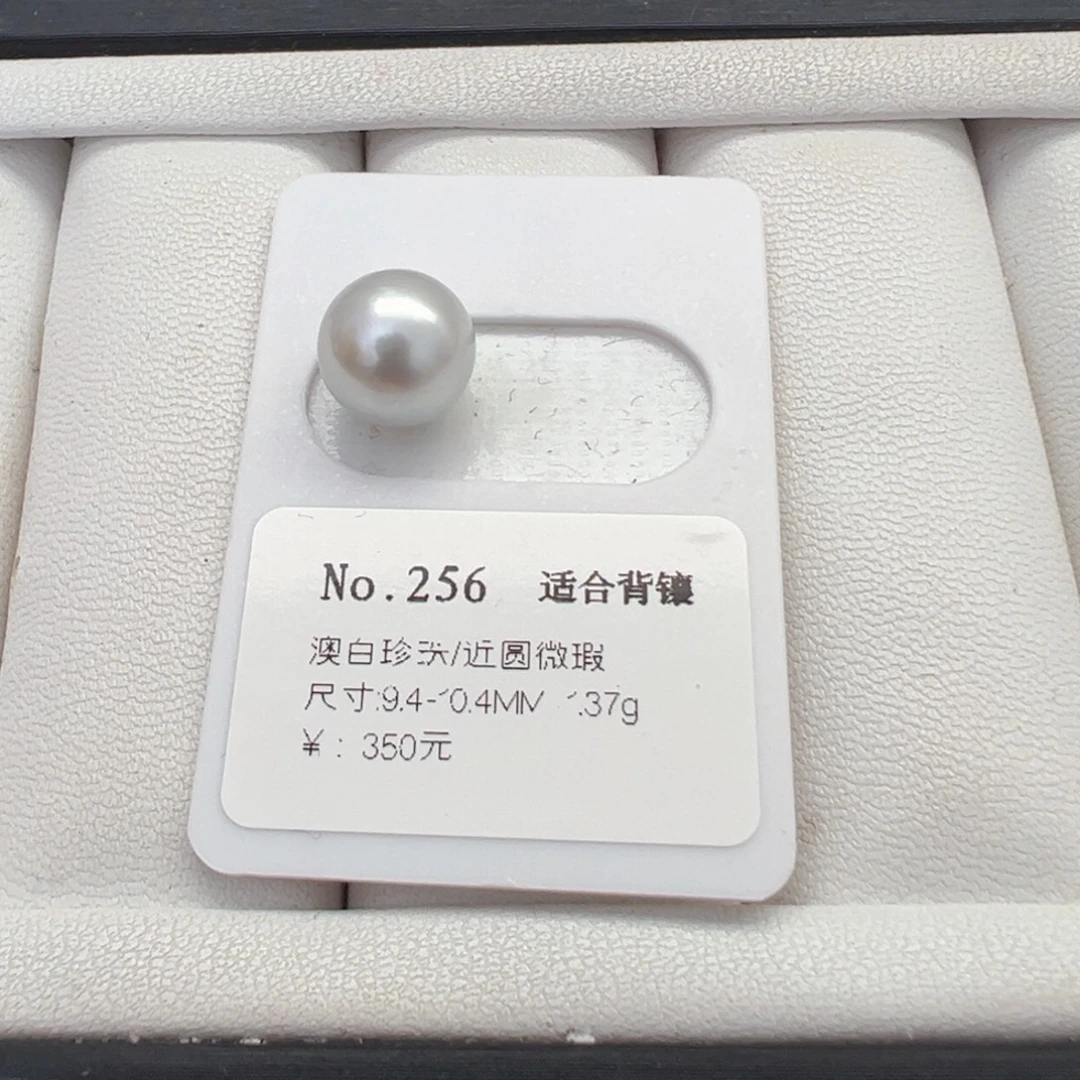 No.256 适合背镶
澳白珍珠/近圆微瑕
尺寸:9.4-10.4MM 1.37g
¥: 350元